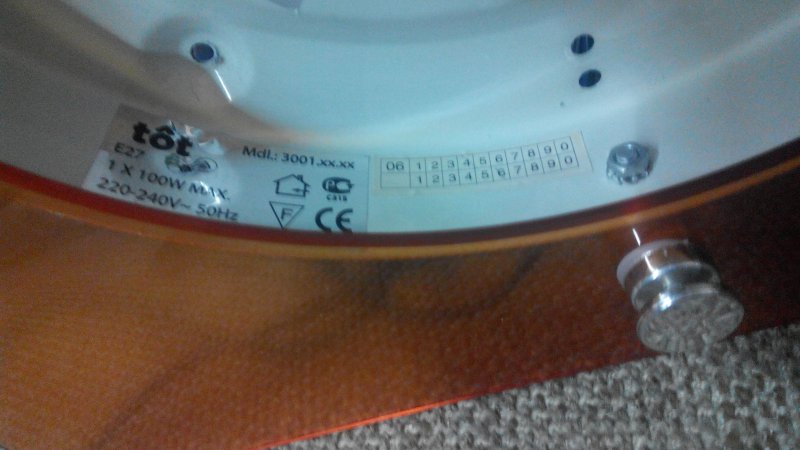 tôt
E27
1 X 100W MAX.
220-240V~ 50Hz
Mdl.: 3001.xx.xx
F
CE
06 1 2 3 4 5 6 7 8 9 0
1 2 3 4 5 6 7 8 9 0